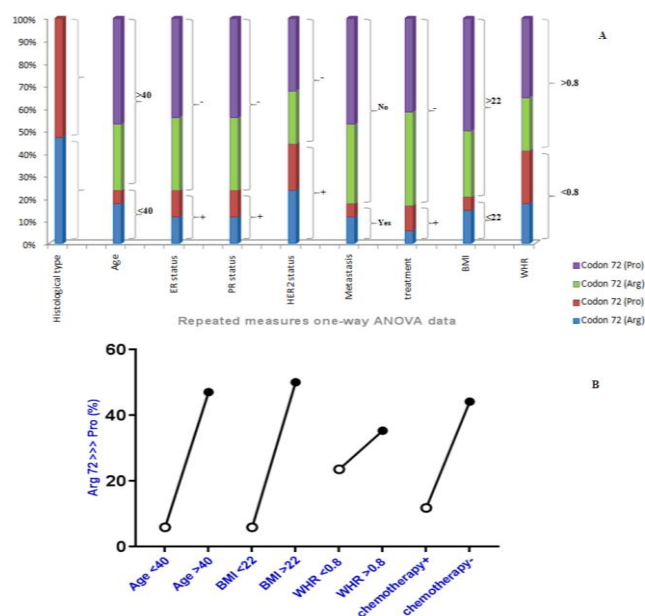 A
100%
90%
80%
70%
60%
50%
40%
30%
20%
10%
0%
>40
≤40
-
+
-
+
-
+
No
Yes
-
+
>22
≤22
>0.8
<0.8
Histological type
Age
ER status
PR status
HER2 status
Metastasis
treatment
BMI
WHR
Codon 72 (Pro)
Codon 72 (Arg)
Codon 72 (Pro)
Codon 72 (Arg)
Repeated measures one-way ANOVA data
B
Arg 72 >>> Pro (%)
60
40
20
0
Age <40
Age >40
BMI <22
BMI >22
WHR <0.8
WHR >0.8
chemotherapy+
chemotherapy-